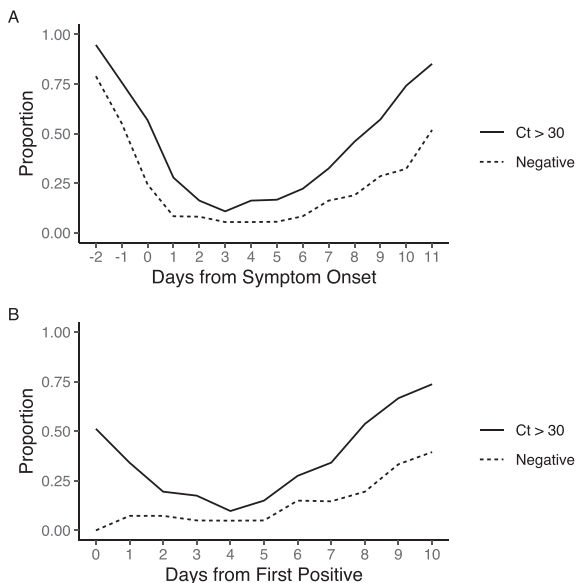 A
1.00
0.75
0.50
0.25
0.00
Proportion
-2 -1 0 1 2 3 4 5 6 7 8 9 10 11
Days from Symptom Onset
Ct > 30
Negative
B
1.00
0.75
0.50
0.25
0.00
Proportion
0 1 2 3 4 5 6 7 8 9 10
Days from First Positive
Ct > 30
Negative